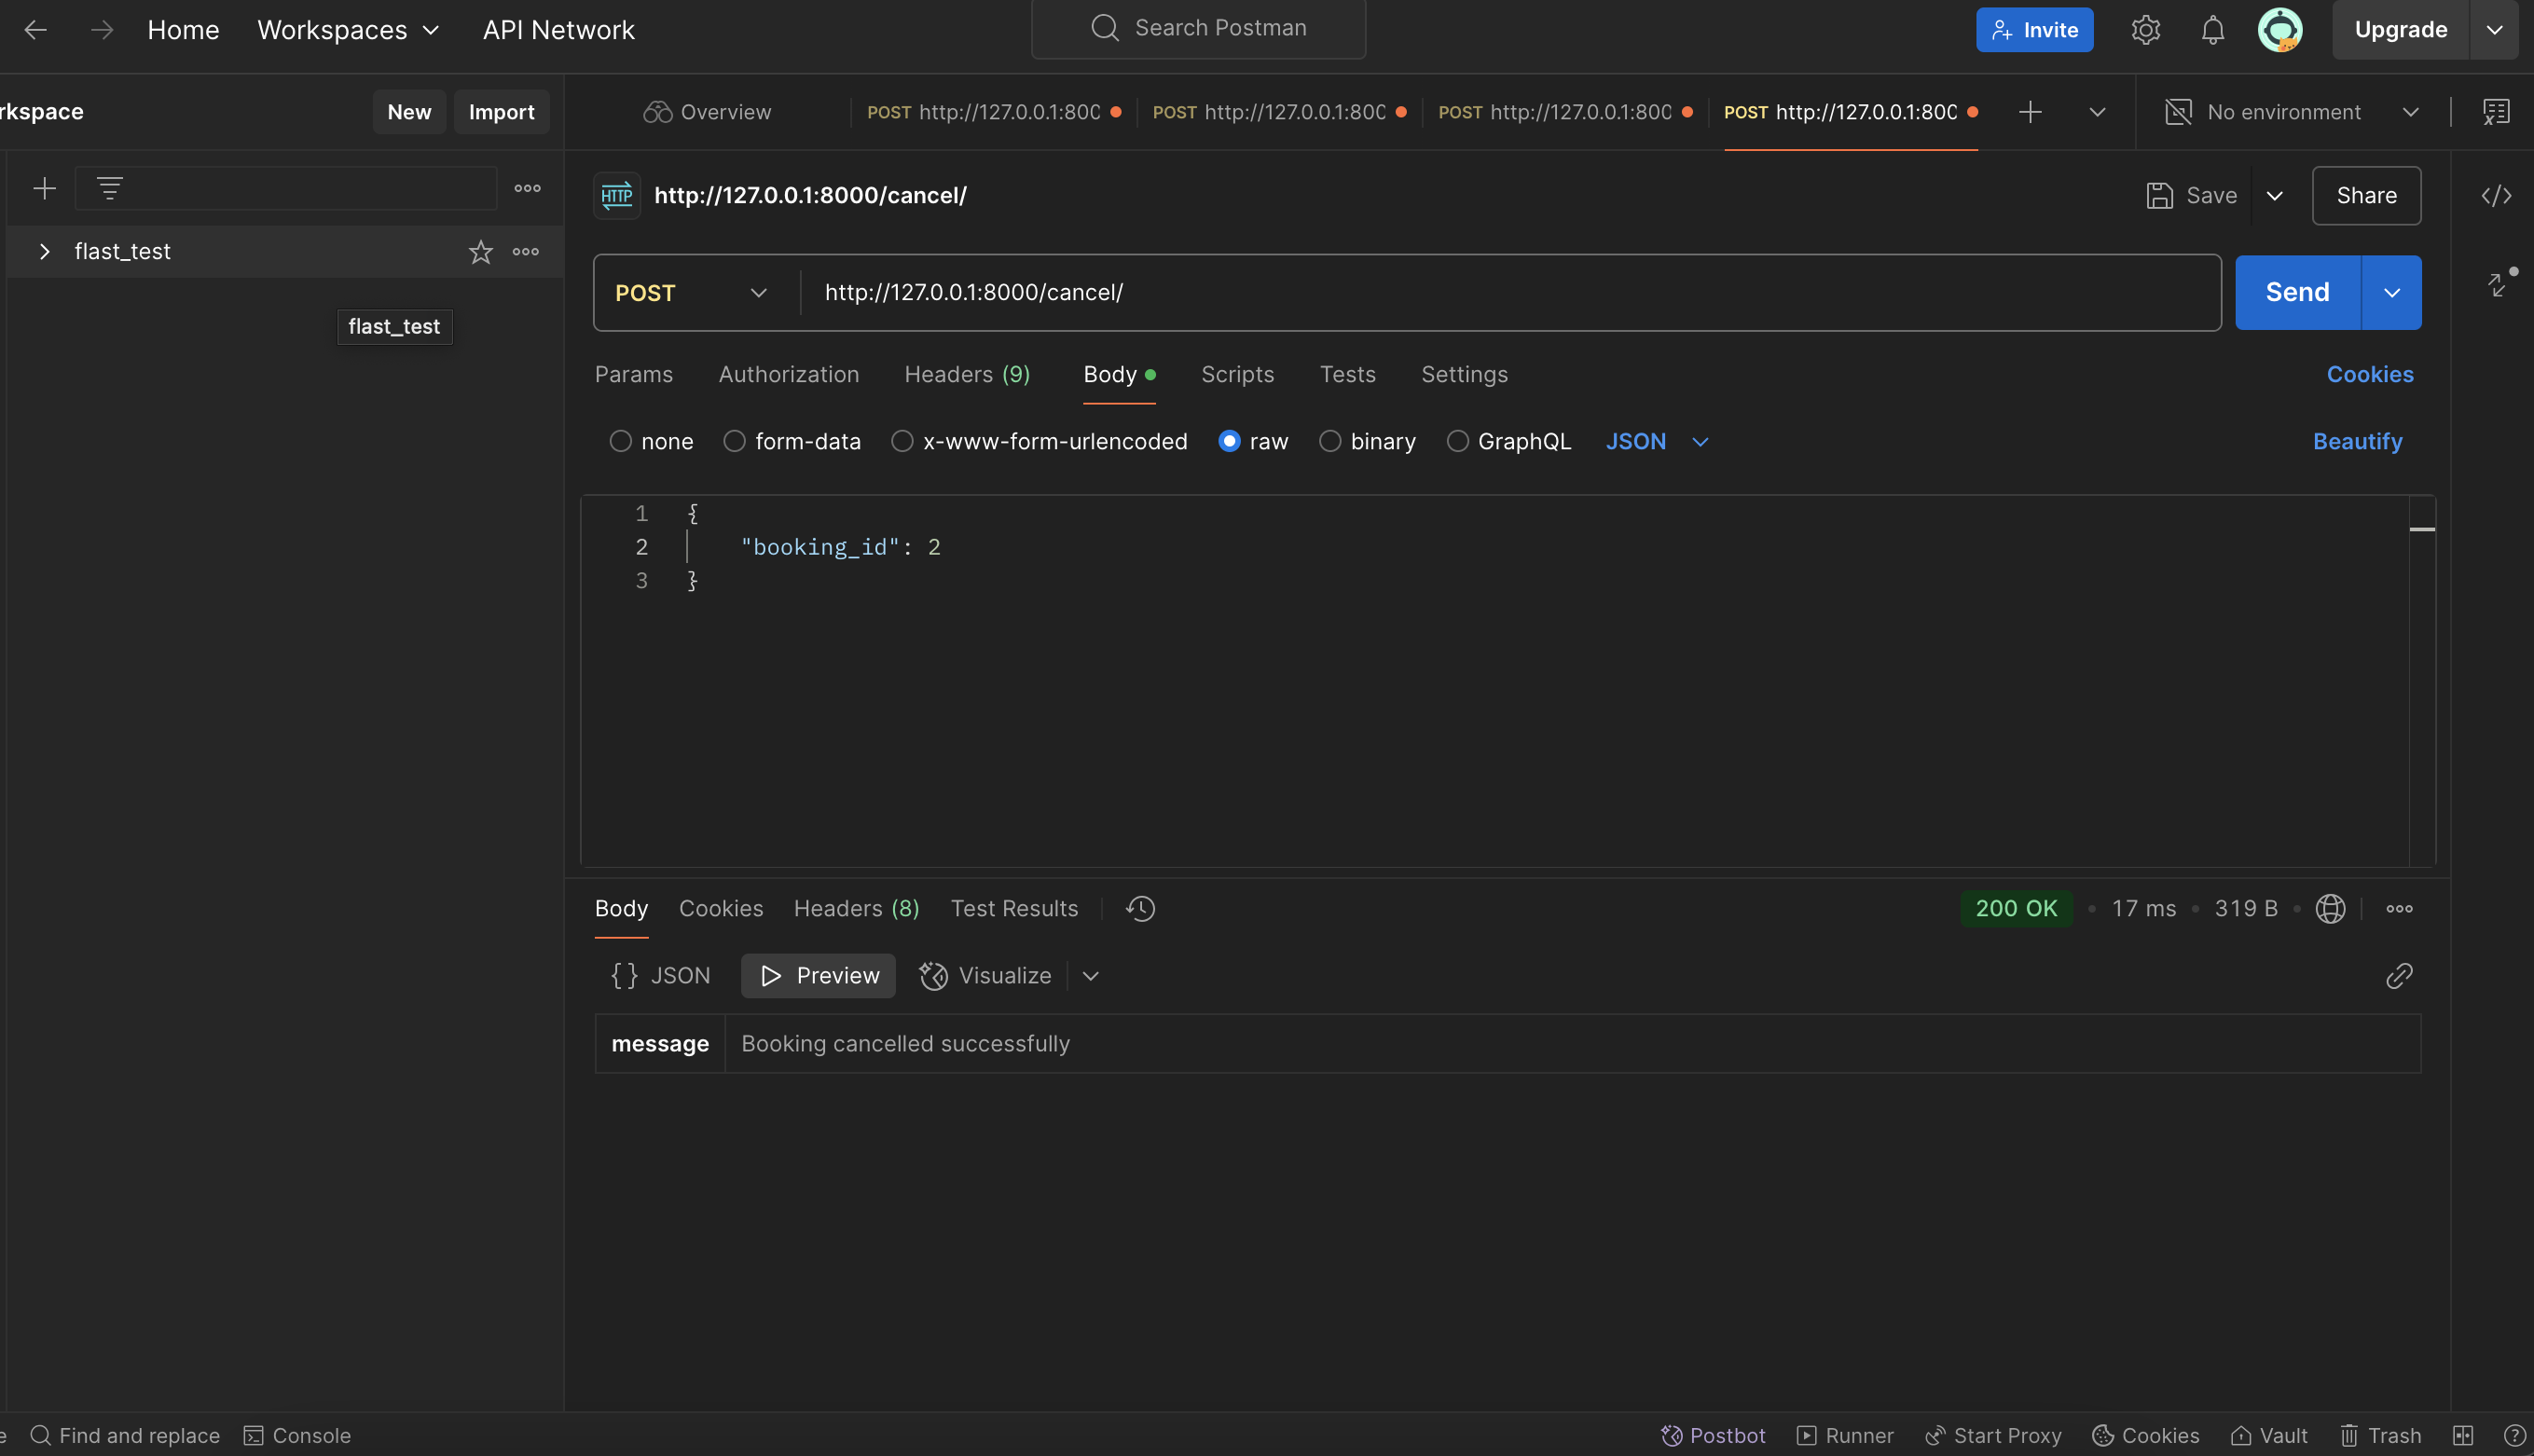 Home Workspaces API Network Search Postman Invite Upgrade
rkspace New Import Overview POST http://127.0.0.1:800 POST http://127.0.0.1:800 POST http://127.0.0.1:800 POST http://127.0.0.1:800 No environment
HTTP http://127.0.0.1:8000/cancel/ Save Share
flast_test
flast_test
POST http://127.0.0.1:8000/cancel/ Send
Params Authorization Headers (9) Body Scripts Tests Settings Cookies
none form-data x-www-form-urlencoded raw binary GraphQL JSON Beautify
1 {
2 "booking_id": 2
3 }
Body Cookies Headers (8) Test Results 200 OK • 17 ms • 319 B •
{} JSON Preview Visualize
message Booking cancelled successfully
e Find and replace Console Postbot Runner Start Proxy Cookies Vault Trash